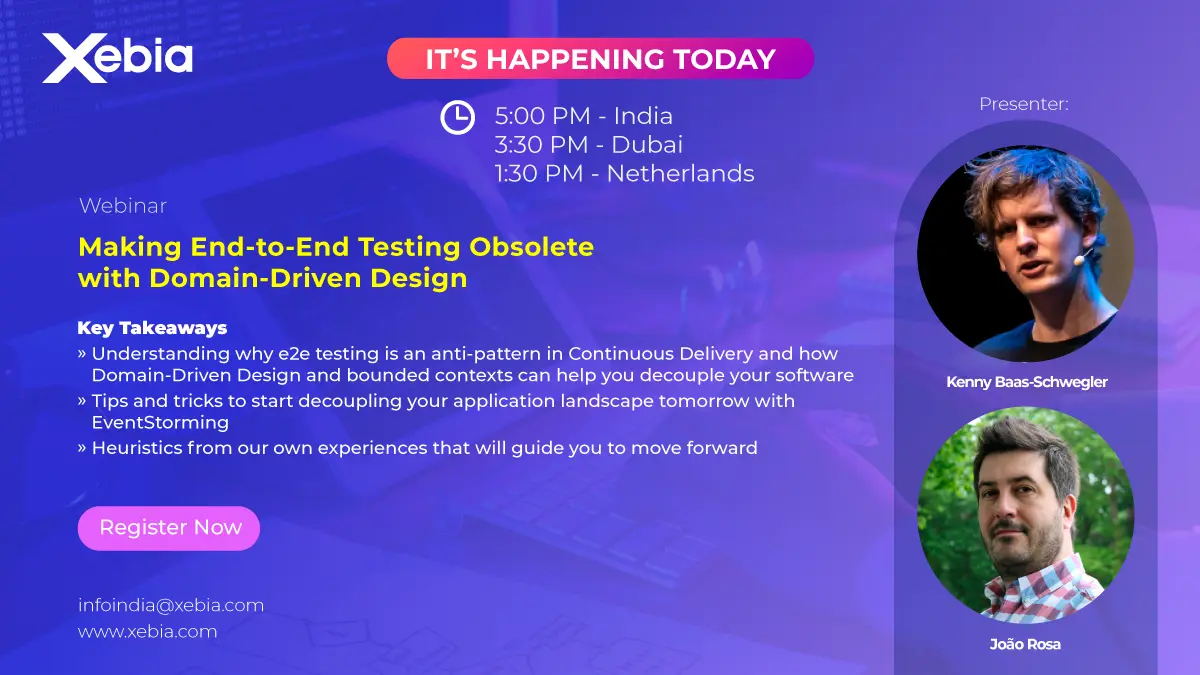 Xebia
IT'S HAPPENING TODAY
5:00 PM - India
3:30 PM - Dubai
1:30 PM - Netherlands
Webinar
Making End-to-End Testing Obsolete
with Domain-Driven Design
Key Takeaways
» Understanding why e2e testing is an anti-pattern in Continuous Delivery and how
Domain-Driven Design and bounded contexts can help you decouple your software
» Tips and tricks to start decoupling your application landscape tomorrow with
EventStorming
» Heuristics from our own experiences that will guide you to move forward
Register Now
infoindia@xebia.com
www.xebia.com
Presenter:
Kenny Baas-Schwegler
João Rosa